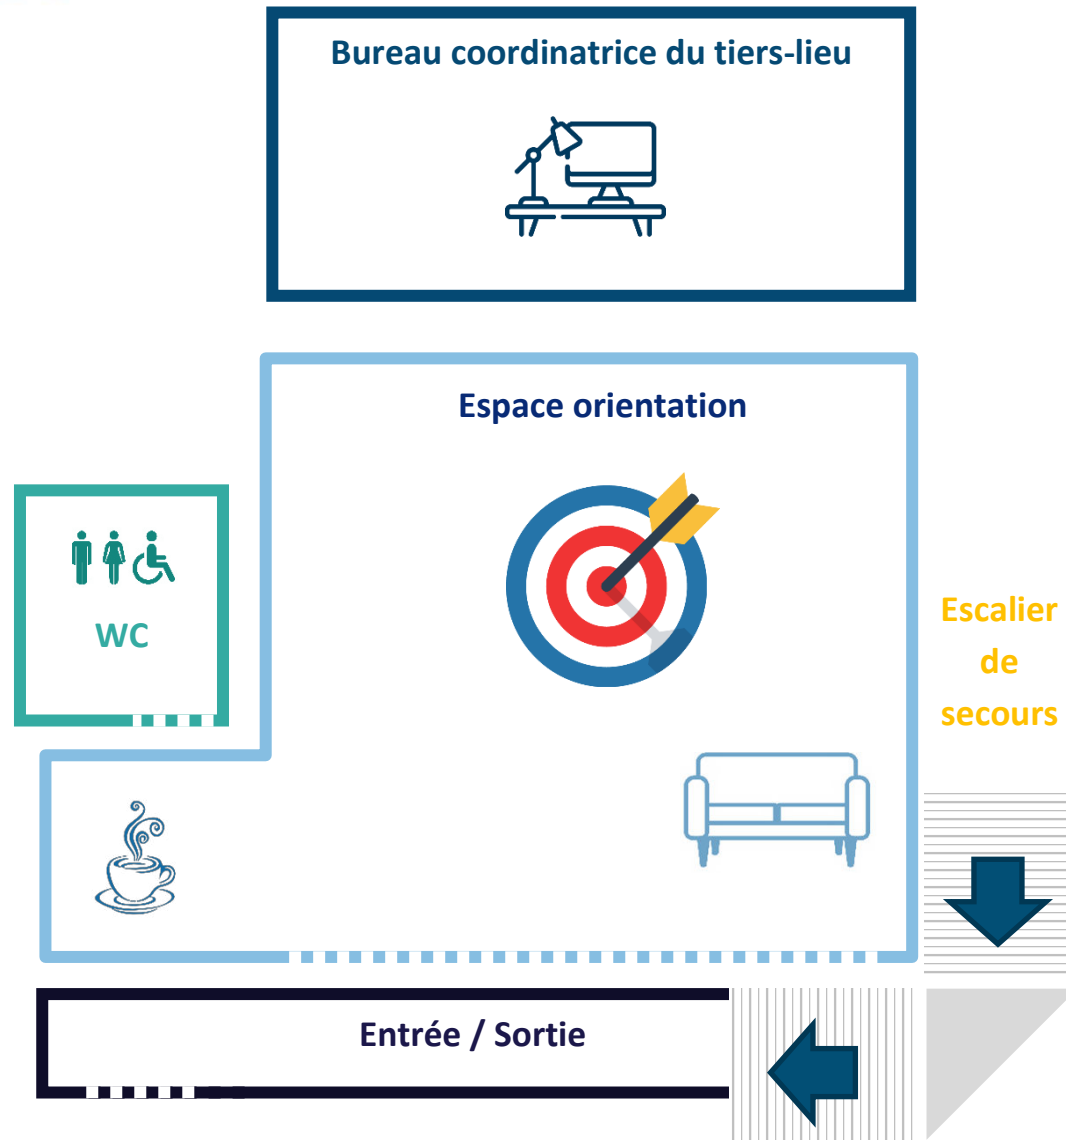 Bureau coordinatrice du tiers-lieu
Espace orientation
WC
Escalier
de
secours
Entrée / Sortie